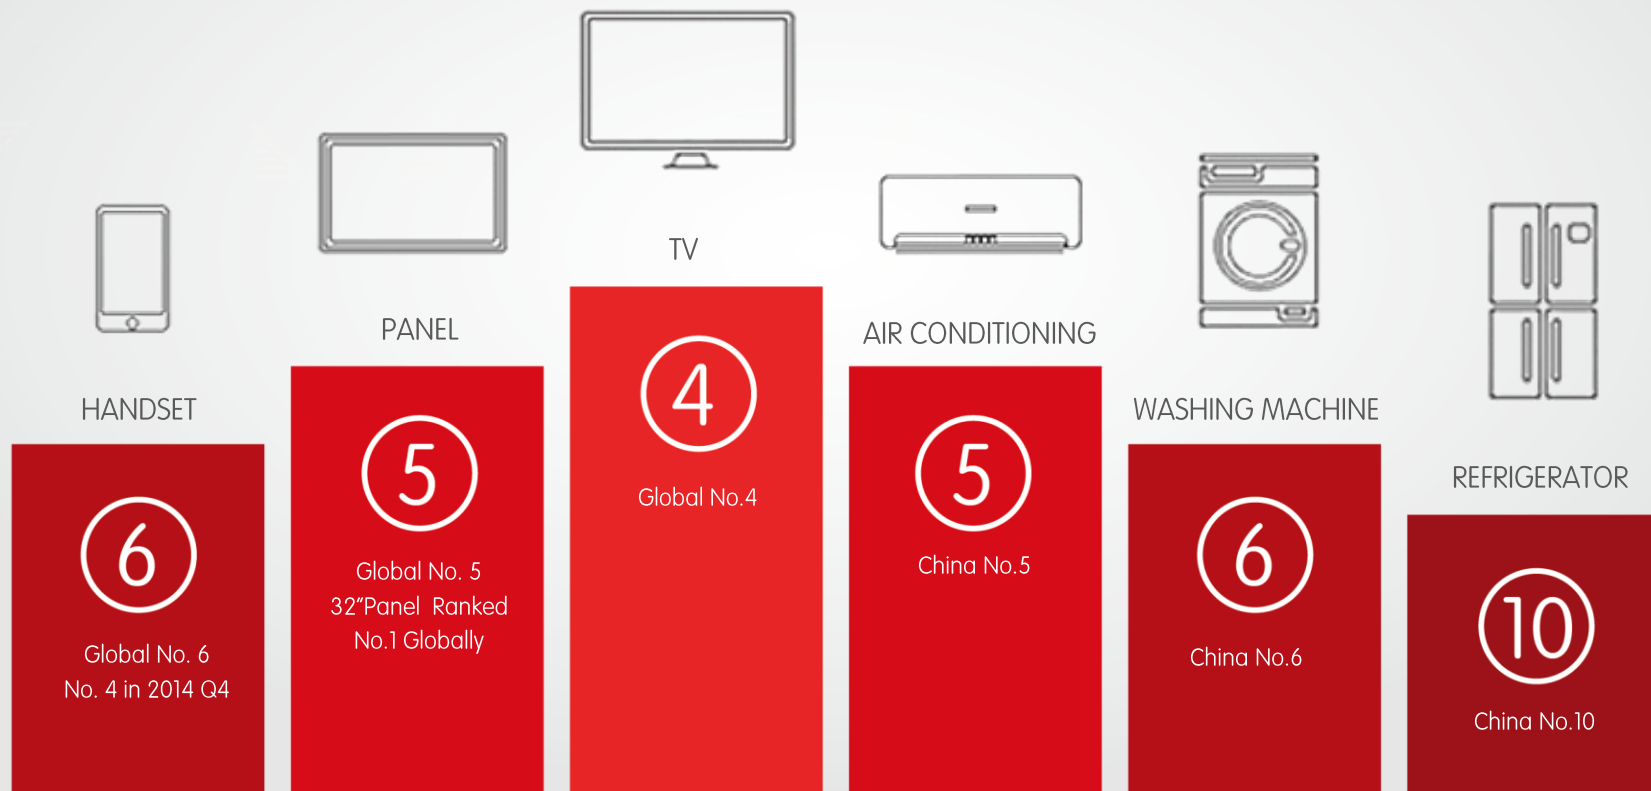 HANDSET
6
Global No. 6
No. 4 in 2014 Q4
PANEL
5
Global No. 5
32“Panel Ranked
No.1 Globally
TV
4
Global No.4
AIR CONDITIONING
5
China No.5
WASHING MACHINE
6
China No.6
REFRIGERATOR
10
China No.10